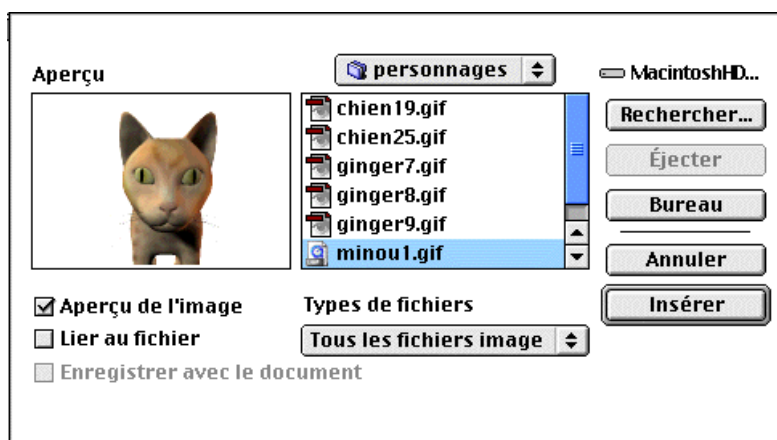 Aperçu
personnages
MacintoshHD...
chien19.gif
chien25.gif
ginger7.gif
ginger8.gif
ginger9.gif
minou1.gif
Rechercher...
Éjecter
Bureau
Annuler
Insérer
Aperçu de l'image
Lier au fichier
Enregistrer avec le document
Types de fichiers
Tous les fichiers image